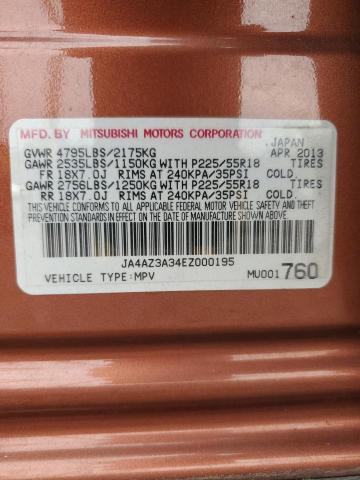 MFD. BY MITSUBISHI MOTORS CORPORATION
JAPAN
GVWR 4795LBS/2175KG APR 2013
GAWR 2535LBS/1150KG WITH P225/55R18 TIRES
FR 18X7.0J RIMS AT 240KPA/35PSI COLD.
GAWR 2756LBS/1250KG WITH P225/55R18 TIRES
RR 18X7.0J RIMS AT 240KPA/35PSI COLD.
THIS VEHICLE CONFORMS TO ALL APPLICABLE FEDERAL MOTOR VEHICLE SAFETY AND
THEFT PREVENTION STANDARDS IN EFFECT ON THE DATE OF MANUFACTURE SHOWN ABOVE.
JA4AZ3A34EZ000195
VEHICLE TYPE:MPV MU001 760